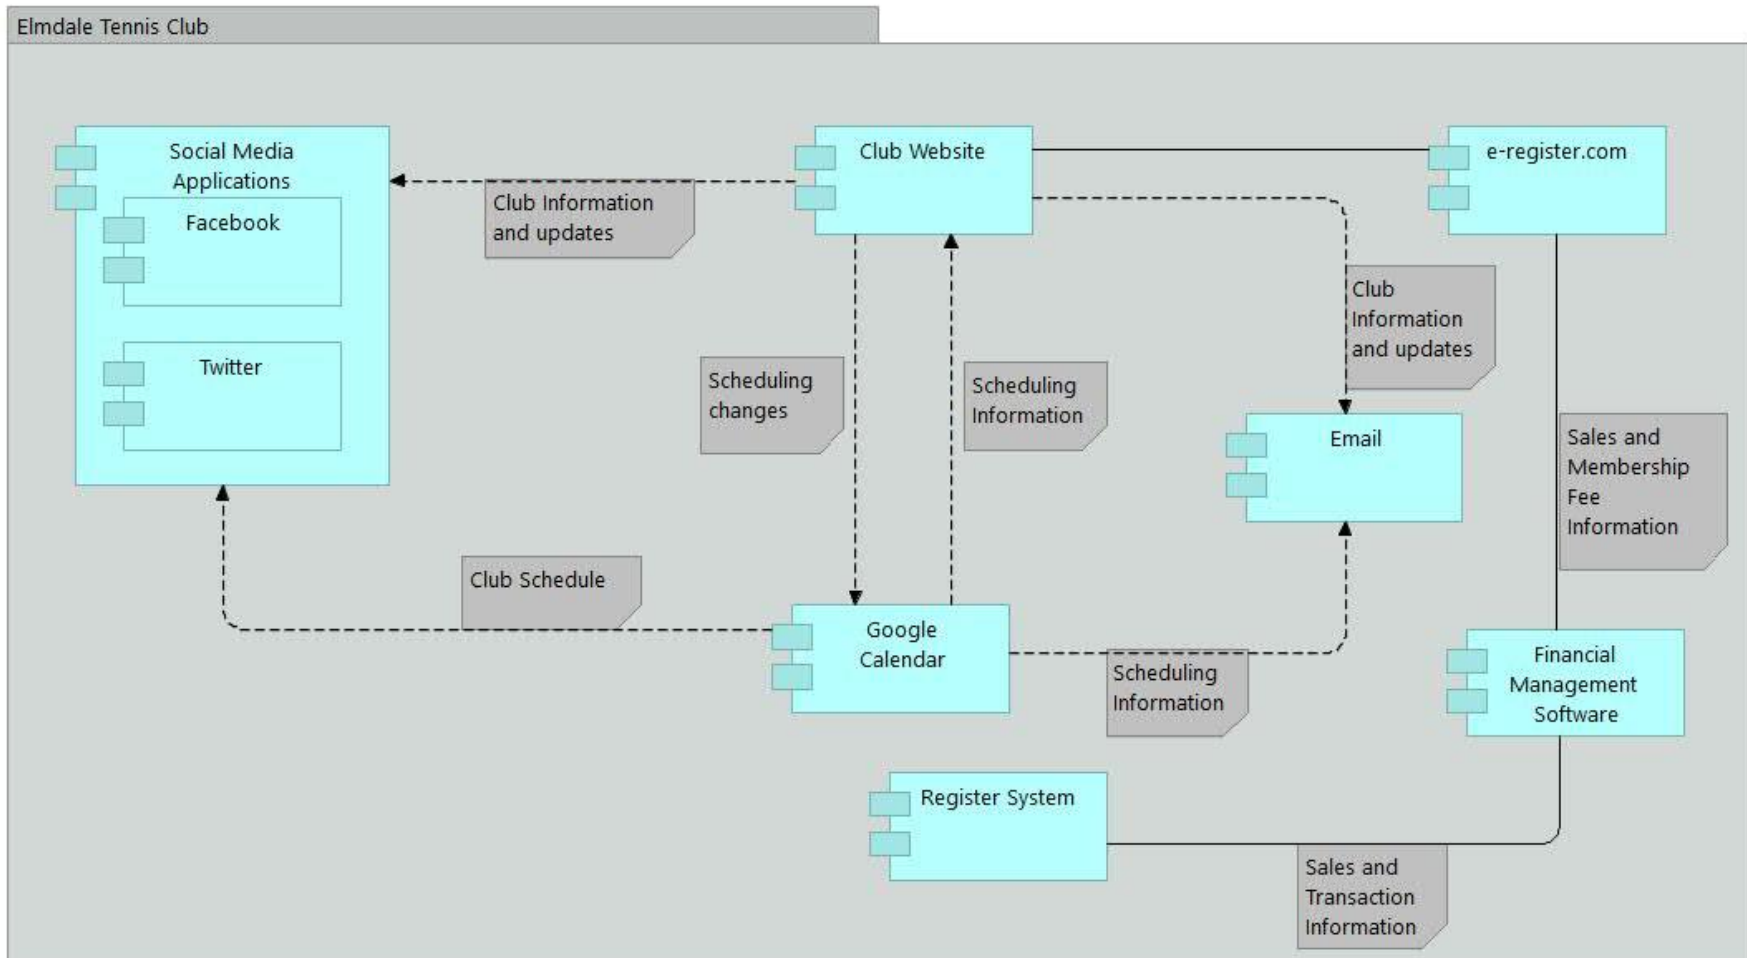 Elmdale Tennis Club
Social Media
Applications
Facebook
Twitter
Club Information
and updates
Club Website
e-register.com
Club
Information
and updates
Scheduling
changes
Scheduling
Information
Email
Sales and
Membership
Fee
Information
Club Schedule
Google
Calendar
Scheduling
Information
Financial
Management
Software
Register System
Sales and
Transaction
Information